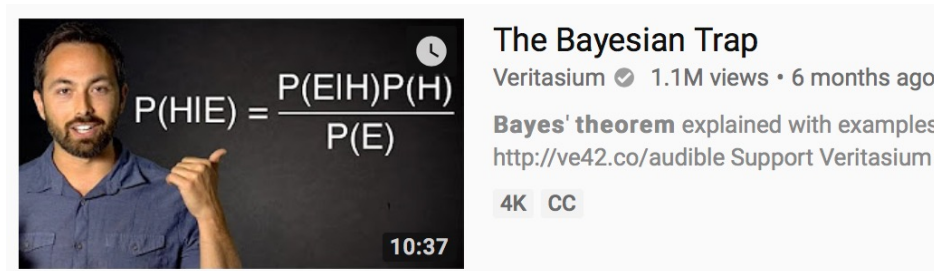 P(H|E) = P(E|H)P(H)
P(E)
10:37
The Bayesian Trap
Veritasium 1.1M views • 6 months ago
Bayes' theorem explained with examples
http://ve42.co/audible Support Veritasium
4K CC